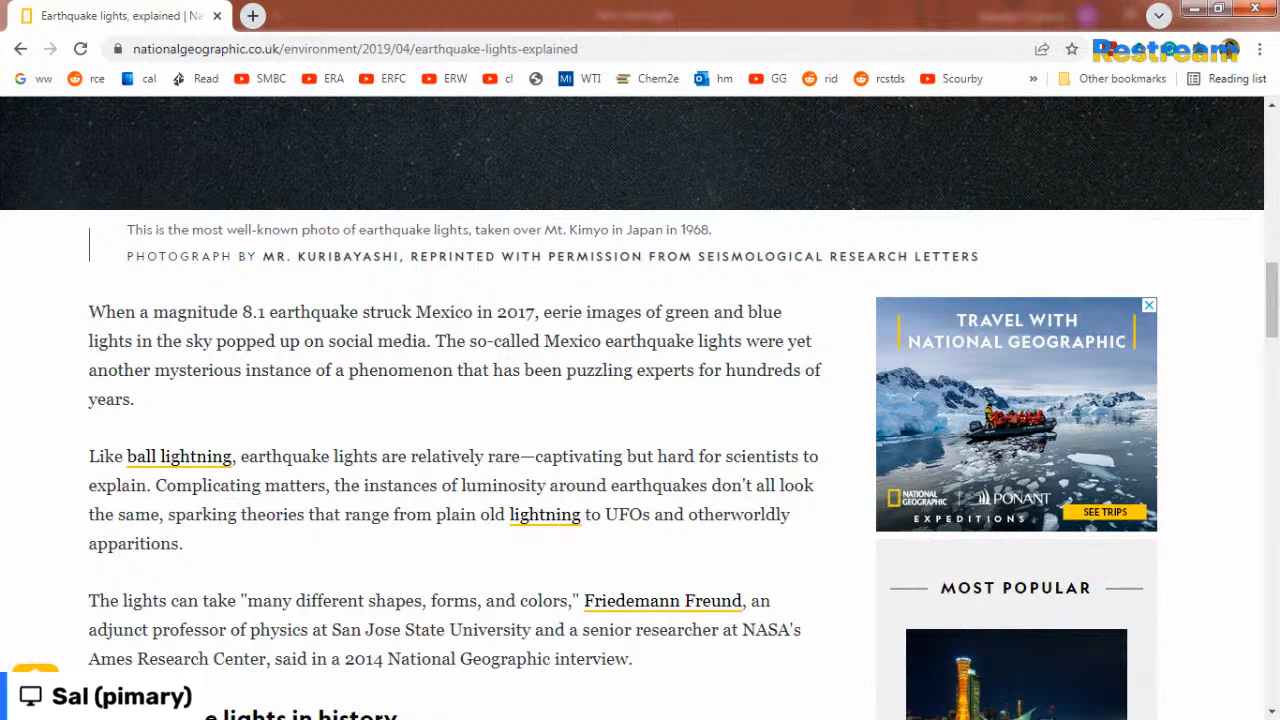 Earthquake lights, explained | Na
nationalgeographic.co.uk/environment/2019/04/earthquake-lights-explained
Restream
ww rce cal Read SMBC ERA ERFC ERW cl WTI Chem2e hm GG rid rcstds Scourby » Other bookmarks Reading list
This is the most well-known photo of earthquake lights, taken over Mt. Kimyo in Japan in 1968.
PHOTOGRAPH BY MR. KURIBAYASHI, REPRINTED WITH PERMISSION FROM SEISMOLOGICAL RESEARCH LETTERS
When a magnitude 8.1 earthquake struck Mexico in 2017, eerie images of green and blue
lights in the sky popped up on social media. The so-called Mexico earthquake lights were yet
another mysterious instance of a phenomenon that has been puzzling experts for hundreds of
years.
Like ball lightning, earthquake lights are relatively rare—captivating but hard for scientists to
explain. Complicating matters, the instances of luminosity around earthquakes don't all look
the same, sparking theories that range from plain old lightning to UFOs and otherworldly
apparitions.
The lights can take "many different shapes, forms, and colors," Friedemann Freund, an
adjunct professor of physics at San Jose State University and a senior researcher at NASA's
Ames Research Center, said in a 2014 National Geographic interview.
e lights in history
TRAVEL WITH
NATIONAL GEOGRAPHIC
NATIONAL GEOGRAPHIC PONANT
EXPEDITIONS
SEE TRIPS
MOST POPULAR
Sal (pimary)